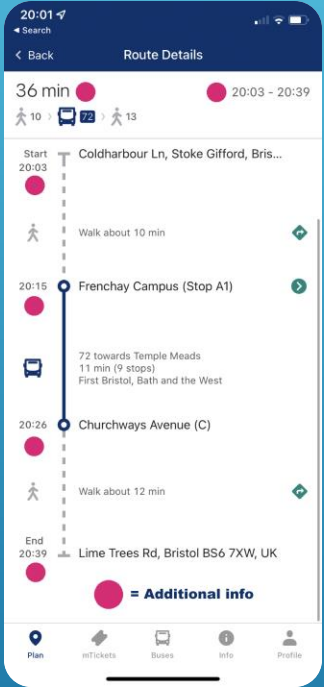 20:01
Search
Back Route Details
36 min 20:03 - 20:39
10 72 13
Start
20:03
Coldharbour Ln, Stoke Gifford, Bris...
Walk about 10 min
20:15 Frenchay Campus (Stop A1)
72 towards Temple Meads
11 min (9 stops)
First Bristol, Bath and the West
20:26 Churchways Avenue (C)
Walk about 12 min
End
20:39
Lime Trees Rd, Bristol BS6 7XW, UK
= Additional info
Plan mTickets Buses Info Profile